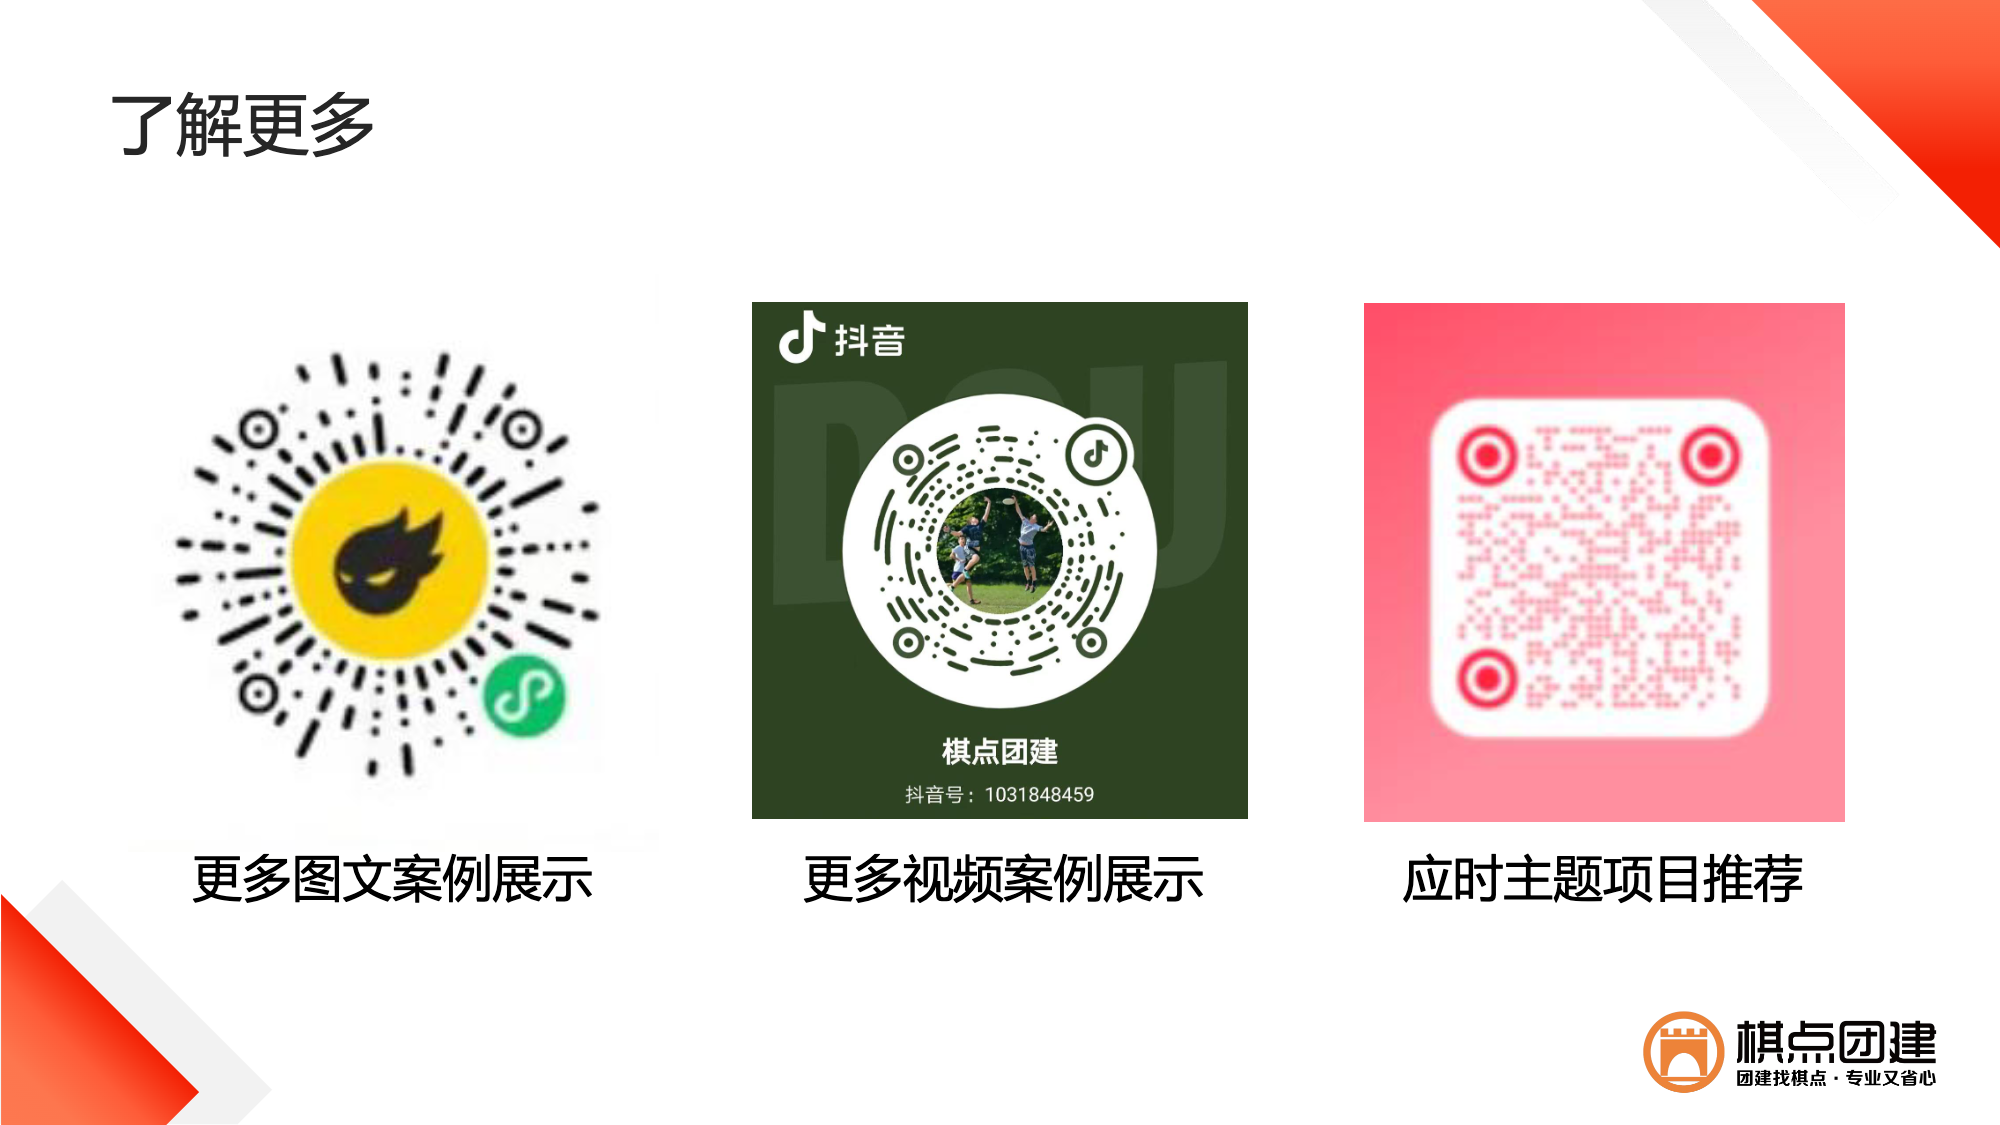 了解更多
抖音
DOU
棋点团建
抖音号：1031848459
更多图文案例展示
更多视频案例展示
应时主题项目推荐
棋点团建
团建找棋点·专业又省心